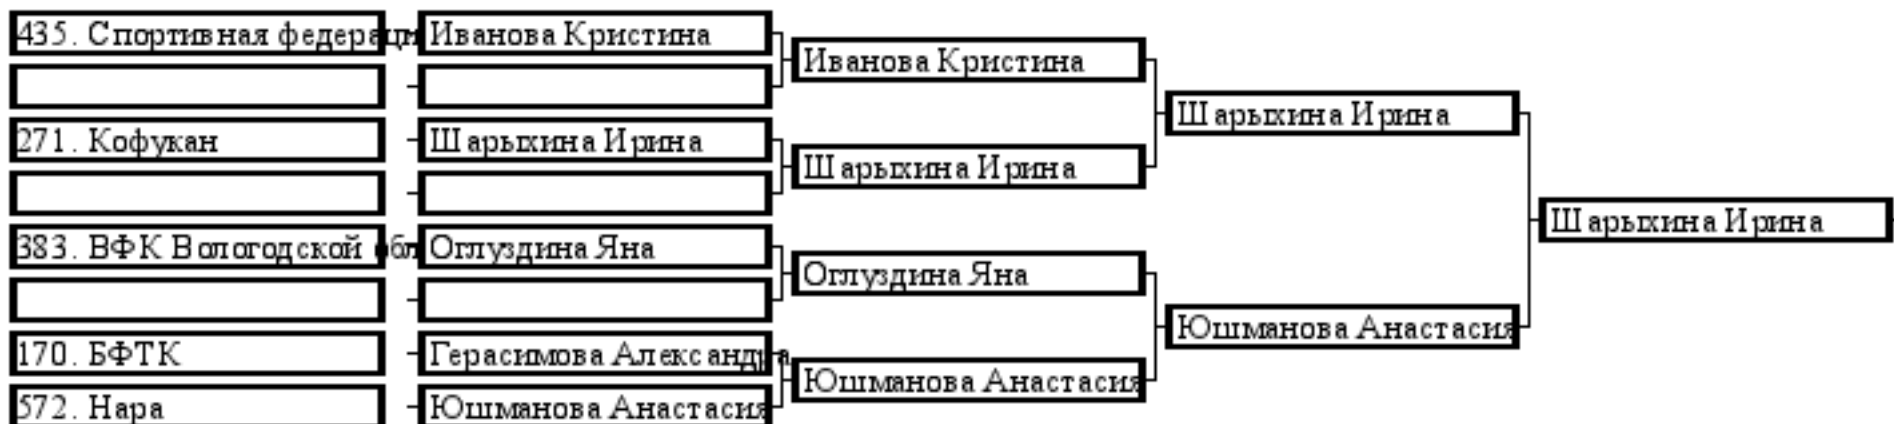 435. Спортивная федераци
Иванова Кристина
Иванова Кристина
Шарыхина Ирина
271. Кофукан
Шарыхина Ирина
Шарыхина Ирина
Шарыхина Ирина
383. ВФК Вологодской обл
Оглуздина Яна
Оглуздина Яна
Юшманова Анастасия
170. БФТК
Герасимова Александра
Юшманова Анастасия
572. Нара
Юшманова Анастасия